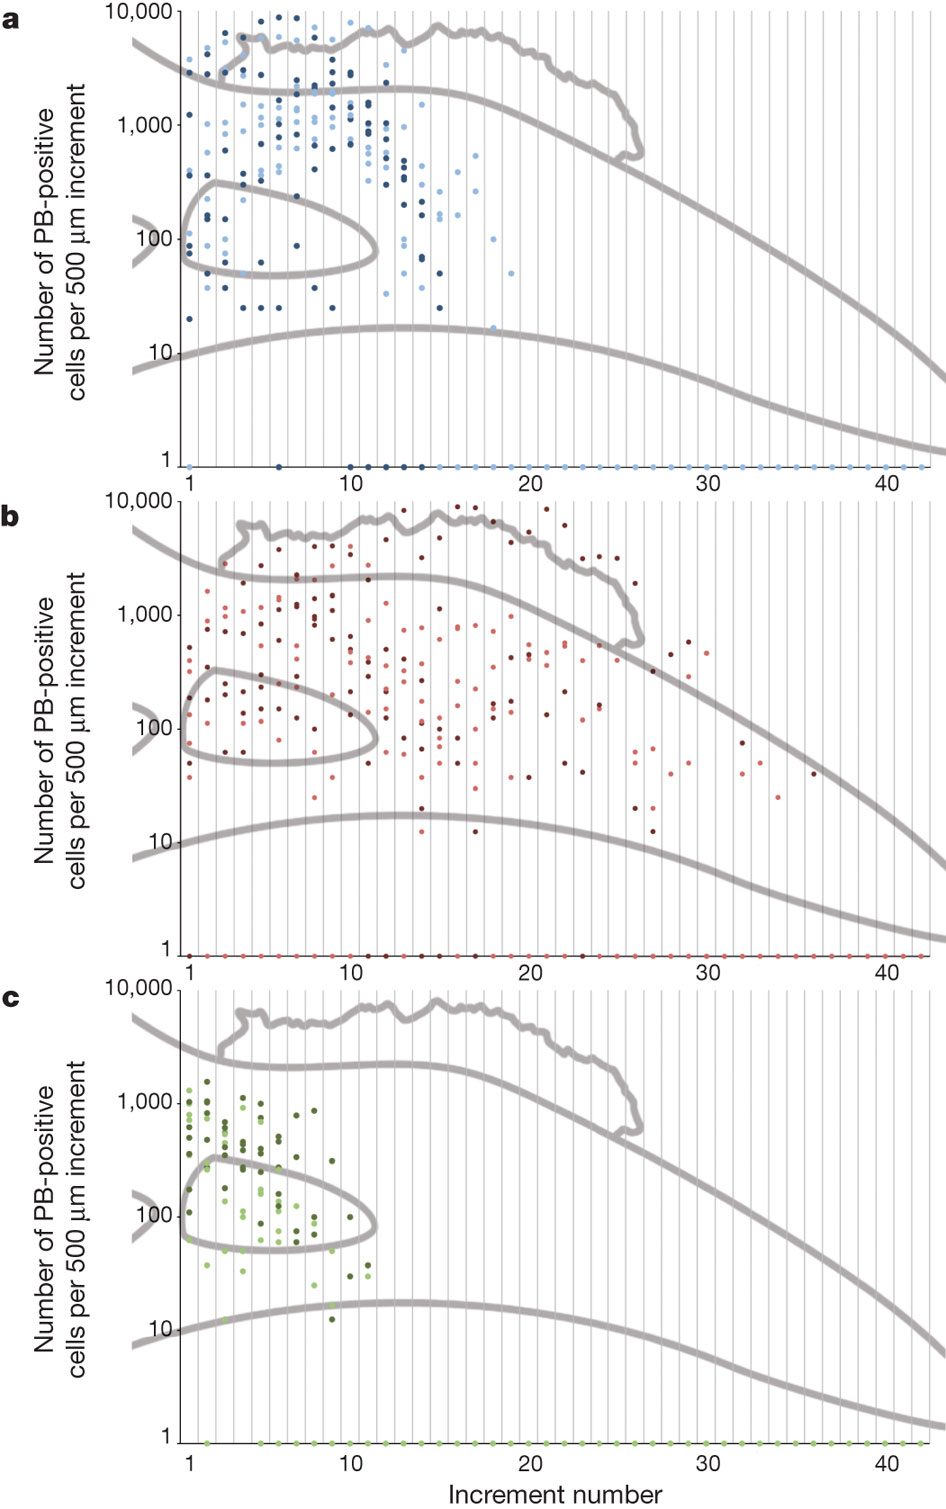 a
Number of PB-positive
cells per 500 µm increment
10,000
1,000
100
10
1
1 10 20 30 40
b
Number of PB-positive
cells per 500 µm increment
10,000
1,000
100
10
1
1 10 20 30 40
c
Number of PB-positive
cells per 500 µm increment
10,000
1,000
100
10
1
1 10 20 30 40
Increment number